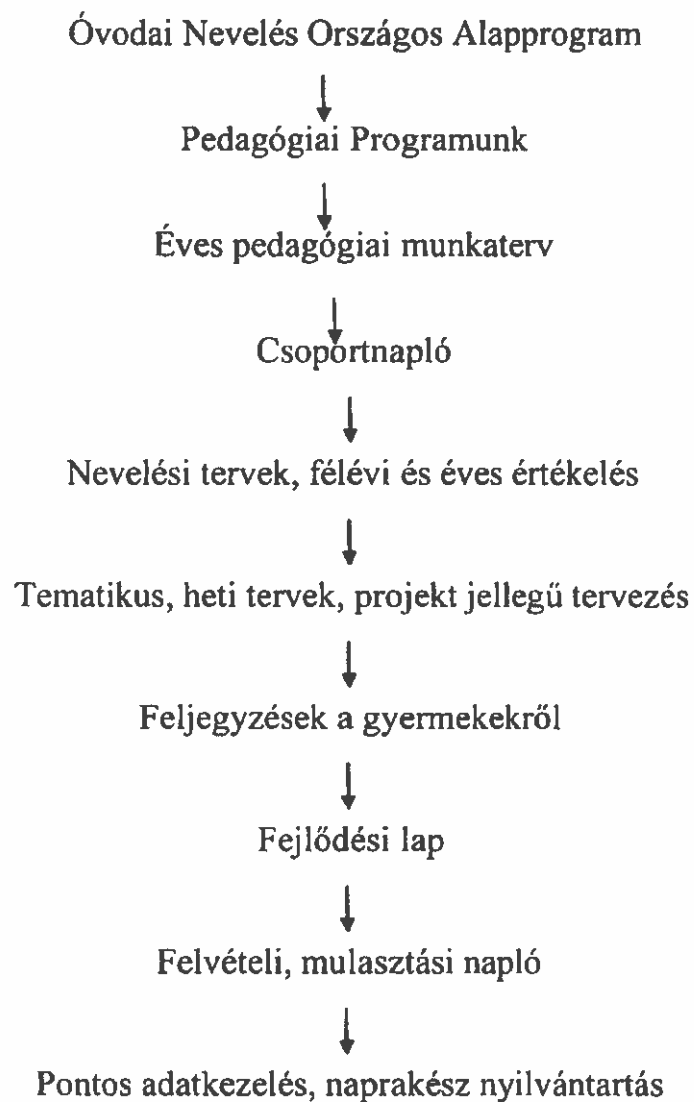 Óvodai Nevelés Országos Alapprogram
Pedagógiai Programunk
Éves pedagógiai munkaterv
Csoportnapló
Nevelési tervek, félévi és éves értékelés
Tematikus, heti tervek, projekt jellegű tervezés
Feljegyzések a gyermekekről
Fejlődési lap
Felvételi, mulasztási napló
Pontos adatkezelés, naprakész nyilvántartás